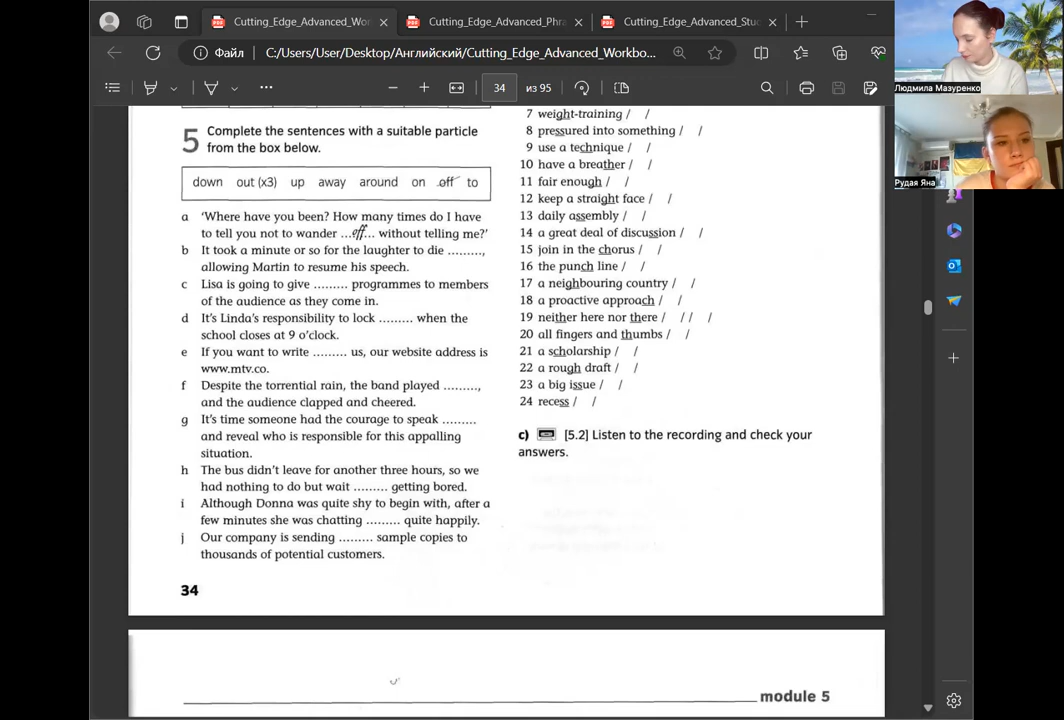 Cutting_Edge_Advanced_Wor
Cutting_Edge_Advanced_Phra
Cutting_Edge_Advanced_Stud
Файл
C:/Users/User/Desktop/Английский/Cutting_Edge_Advanced_Workbo...
34 из 95
Людмила Мазуренко
Рудая Яна
5 Complete the sentences with a suitable particle
from the box below.
down out (x3) up away around on off to
a 'Where have you been? How many times do I have
to tell you not to wander ...off... without telling me?'
b It took a minute or so for the laughter to die .........,
allowing Martin to resume his speech.
c Lisa is going to give ......... programmes to members
of the audience as they come in.
d It's Linda's responsibility to lock ......... when the
school closes at 9 o'clock.
e If you want to write ......... us, our website address is
www.mtv.co.
f Despite the torrential rain, the band played .........,
and the audience clapped and cheered.
g It's time someone had the courage to speak .........
and reveal who is responsible for this appalling
situation.
h The bus didn't leave for another three hours, so we
had nothing to do but wait ......... getting bored.
i Although Donna was quite shy to begin with, after a
few minutes she was chatting ......... quite happily.
j Our company is sending ......... sample copies to
thousands of potential customers.
34
7 weight-training / /
8 pressured into something / /
9 use a technique / /
10 have a breather / /
11 fair enough / /
12 keep a straight face / /
13 daily assembly / /
14 a great deal of discussion / /
15 join in the chorus / /
16 the punch line / /
17 a neighbouring country / /
18 a proactive approach / /
19 neither here nor there / / / /
20 all fingers and thumbs / /
21 a scholarship / /
22 a rough draft / /
23 a big issue / /
24 recess / /
c) [5.2] Listen to the recording and check your
answers.
module 5